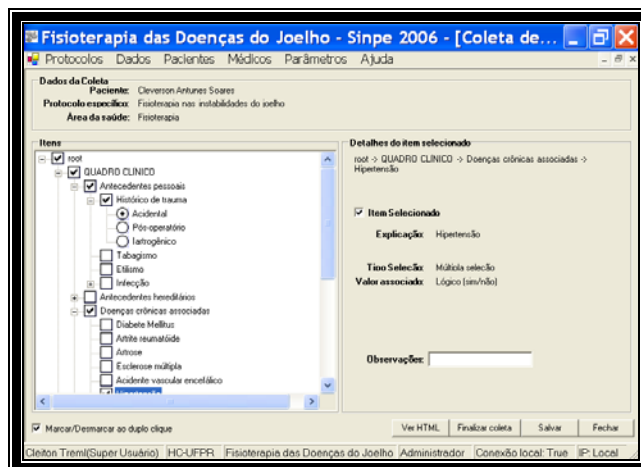 Fisioterapia das Doenças do Joelho - Sinpe 2006 - [Coleta de...
Protocolos Dados Pacientes Médicos Parâmetros Ajuda
Dados da Coleta
Paciente: Cleverson Antunes Soares
Protocolo específico: Fisioterapia nas instabilidades do joelho
Área da saúde: Fisioterapia
Itens
root
QUADRO CLINICO
Antecedentes pessoais
Histórico de trauma
Acidental
Pós-operatório
Iartrogênico
Tabagismo
Etilismo
Infecção
Antecedentes hereditários
Doenças crônicas associadas
Diabete Mellitus
Artrite reumatóide
Artrose
Esclerose múltipla
Acidente vascular encefálico
Hipertensão
Detalhes do item selecionado
root -> QUADRO CLINICO -> Doenças crônicas associadas ->
Hipertensão
Item Selecionado
Explicação: Hipertensão
Tipo Seleção: Múltipla seleção
Valor associado: Lógico (sim/não)
Observações:
Marcar/Desmarcar ao duplo clique
Ver HTML Finalizar coleta Salvar Fechar
Cleiton Treml(Super Usuário) HC-UFPR Fisioterapia das Doenças do Joelho Administrador Conexão local: True IP: Local